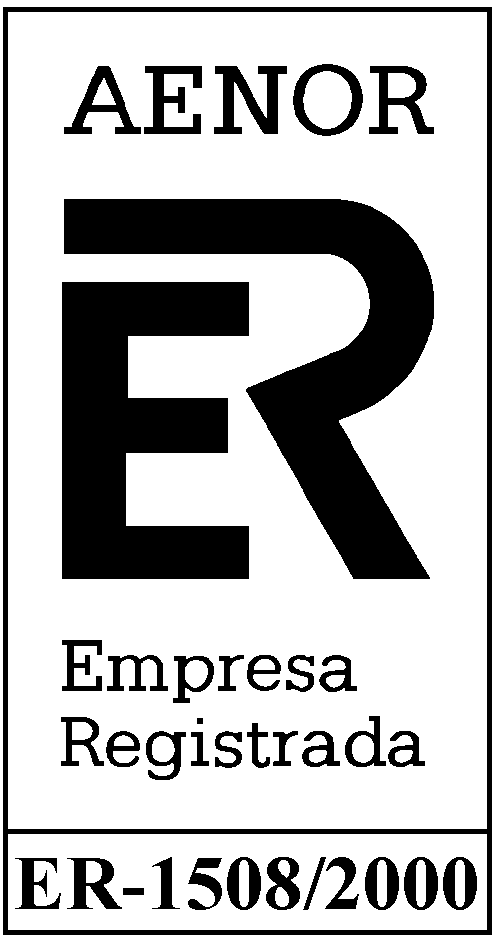 AENOR
ER
Empresa
Registrada
ER-1508/2000